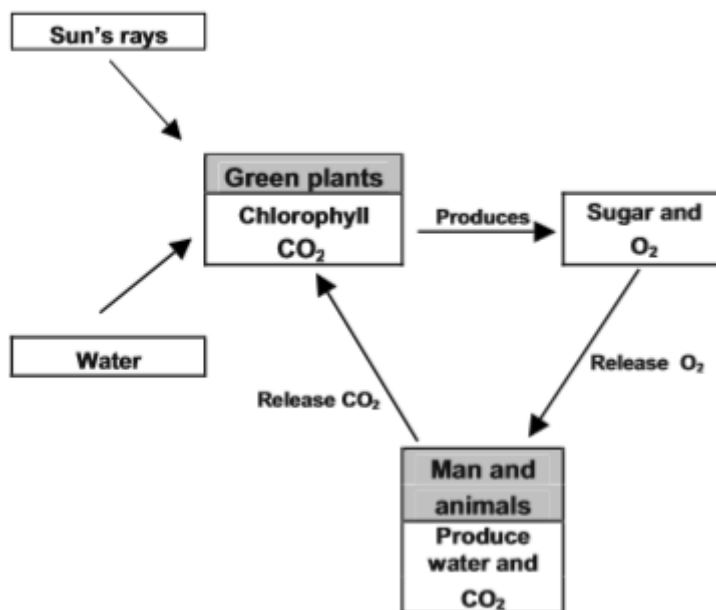 Sun's rays
Green plants
Chlorophyll
CO₂
Produces
Sugar and
O₂
Water
Release CO₂
Release O₂
Man and
animals
Produce
water and
CO₂